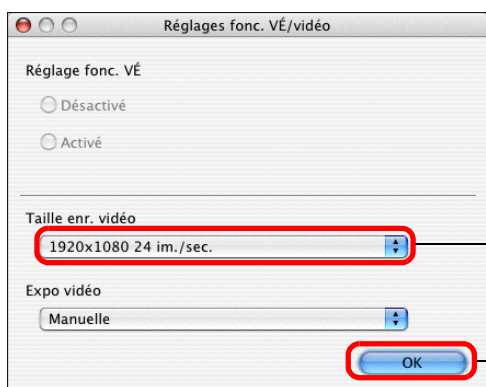 Réglages fonc. VÉ/vidéo
Réglage fonc. VÉ
Désactivé
Activé
Taille enr. vidéo
1920x1080 24 im./sec.
Expo vidéo
Manuelle
OK